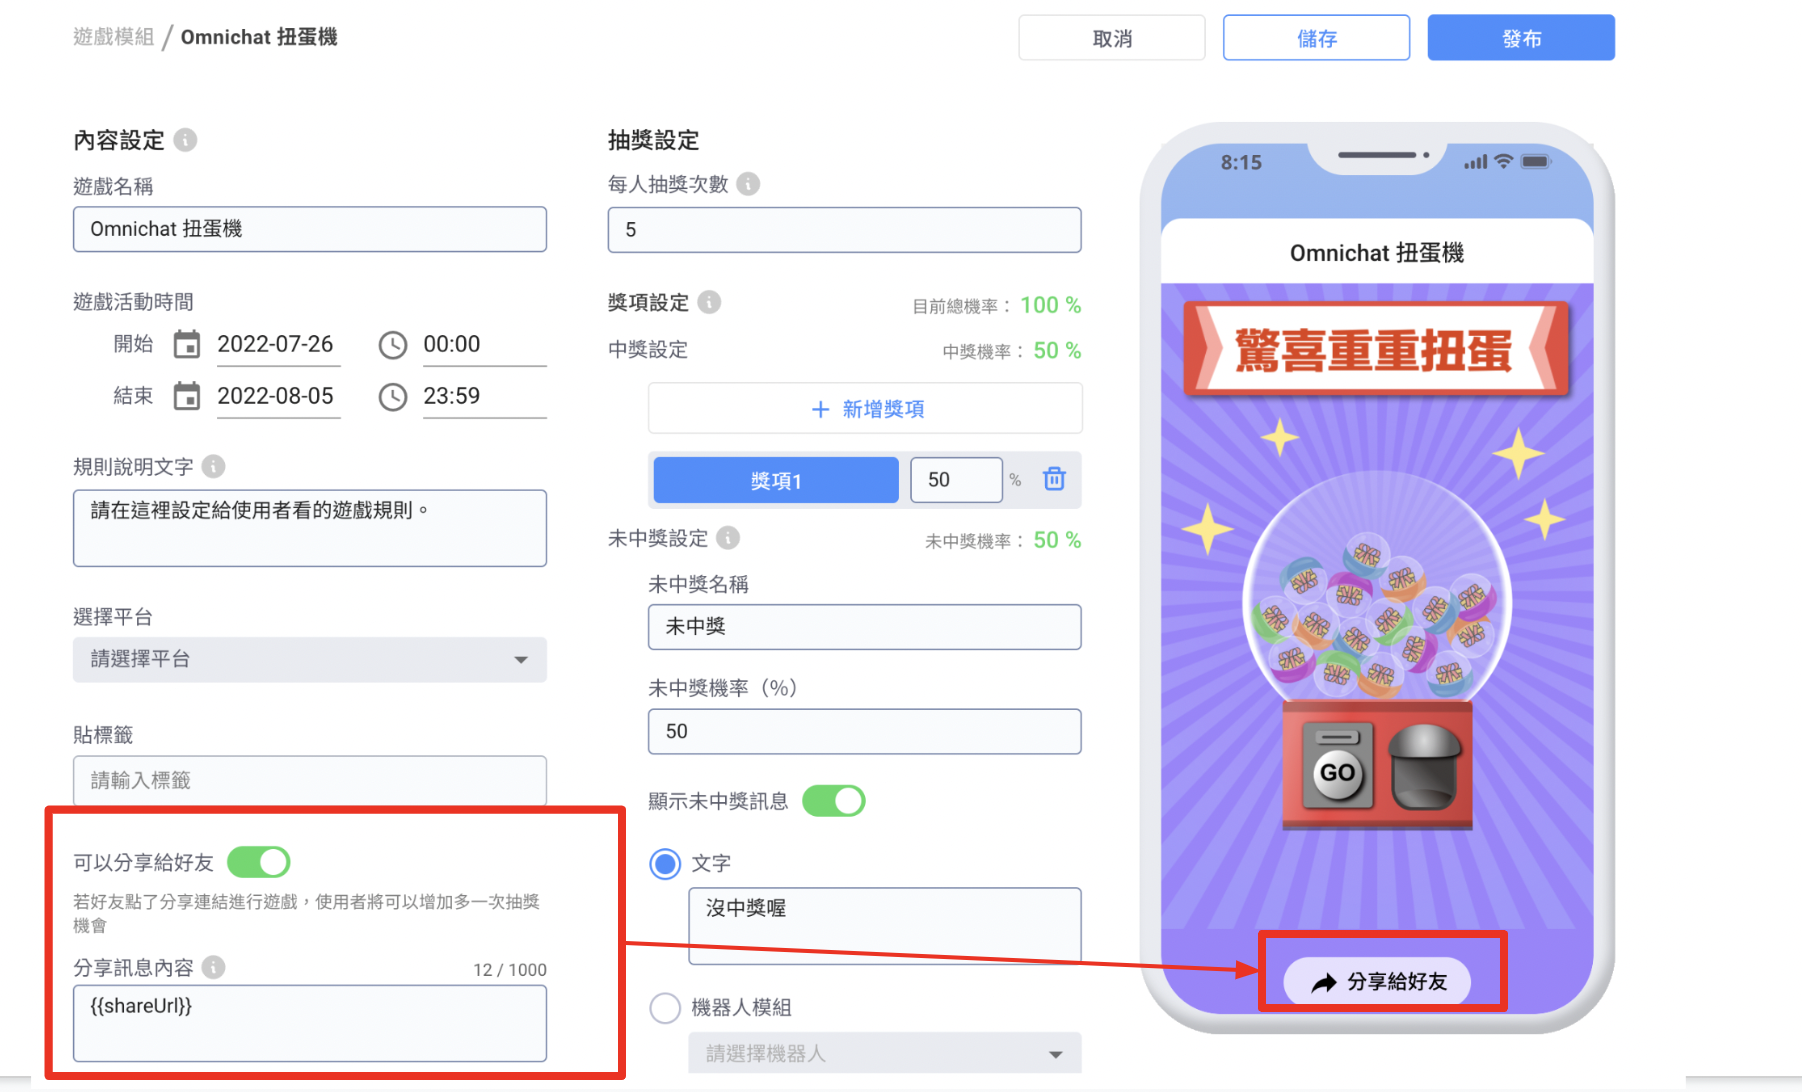 遊戲模組 / Omnichat 扭蛋機
取消
儲存
發布
內容設定
遊戲名稱
Omnichat 扭蛋機
遊戲活動時間
開始 2022-07-26 00:00
結束 2022-08-05 23:59
規則說明文字
請在這裡設定給使用者看的遊戲規則。
選擇平台
請選擇平台
貼標籤
請輸入標籤
可以分享給好友
若好友點了分享連結進行遊戲,使用者將可以增加多一次抽獎
機會
分享訊息內容 12 / 1000
{{shareUrl}}
抽獎設定
每人抽獎次數
5
獎項設定 目前總機率: 100 %
中獎設定 中獎機率: 50 %
+ 新增獎項
獎項1 50 %
未中獎設定 未中獎機率: 50 %
未中獎名稱
未中獎
未中獎機率(%)
50
顯示未中獎訊息
文字
沒中獎喔
機器人模組
請選擇機器人
8:15
Omnichat 扭蛋機
驚喜重重扭蛋
GO
分享給好友